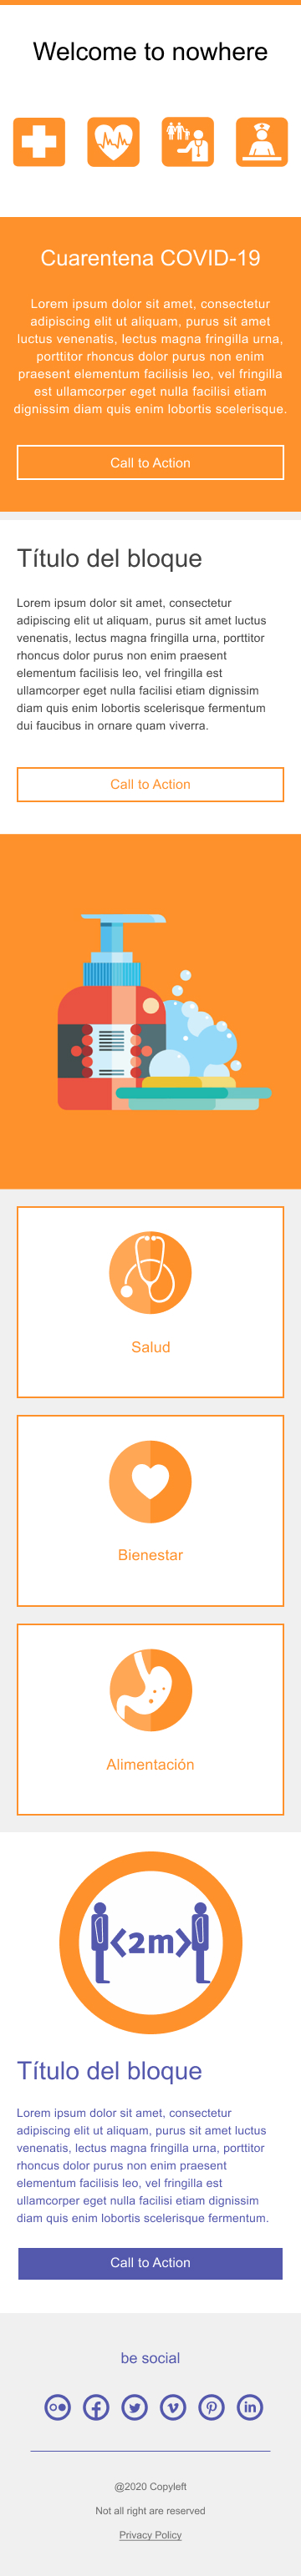 Welcome to nowhere
Cuarentena COVID-19
Lorem ipsum dolor sit amet, consectetur
adipiscing elit ut aliquam, purus sit amet
luctus venenatis, lectus magna fringilla urna,
porttitor rhoncus dolor purus non enim
praesent elementum facilisis leo, vel fringilla
est ullamcorper eget nulla facilisi etiam
dignissim diam quis enim lobortis scelerisque.
Call to Action
Título del bloque
Lorem ipsum dolor sit amet, consectetur
adipiscing elit ut aliquam, purus sit amet luctus
venenatis, lectus magna fringilla urna, porttitor
rhoncus dolor purus non enim praesent
elementum facilisis leo, vel fringilla est
ullamcorper eget nulla facilisi etiam dignissim
diam quis enim lobortis scelerisque fermentum
dui faucibus in ornare quam viverra.
Call to Action
Salud
Bienestar
Alimentación
<2m>
Título del bloque
Lorem ipsum dolor sit amet, consectetur
adipiscing elit ut aliquam, purus sit amet luctus
venenatis, lectus magna fringilla urna, porttitor
rhoncus dolor purus non enim praesent
elementum facilisis leo, vel fringilla est
ullamcorper eget nulla facilisi etiam dignissim
diam quis enim lobortis scelerisque fermentum.
Call to Action
be social
@2020 Copyleft
Not all right are reserved
Privacy Policy